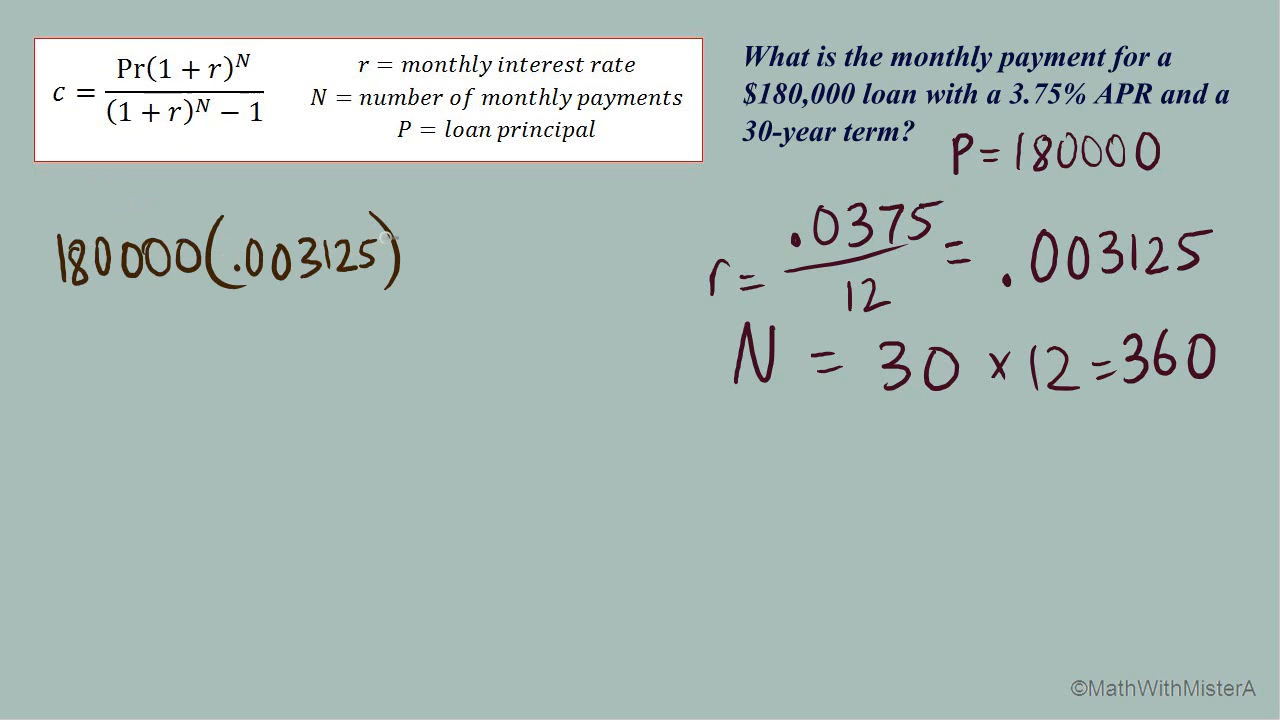 c = Pr(1 + r)^N / (1 + r)^N − 1
r = monthly interest rate
N = number of monthly payments
P = loan principal
What is the monthly payment for a
$180,000 loan with a 3.75% APR and a
30-year term?
P = 180000
180000(.003125)
r = .0375 / 12 = .003125
N = 30 × 12 = 360
©MathWithMisterA